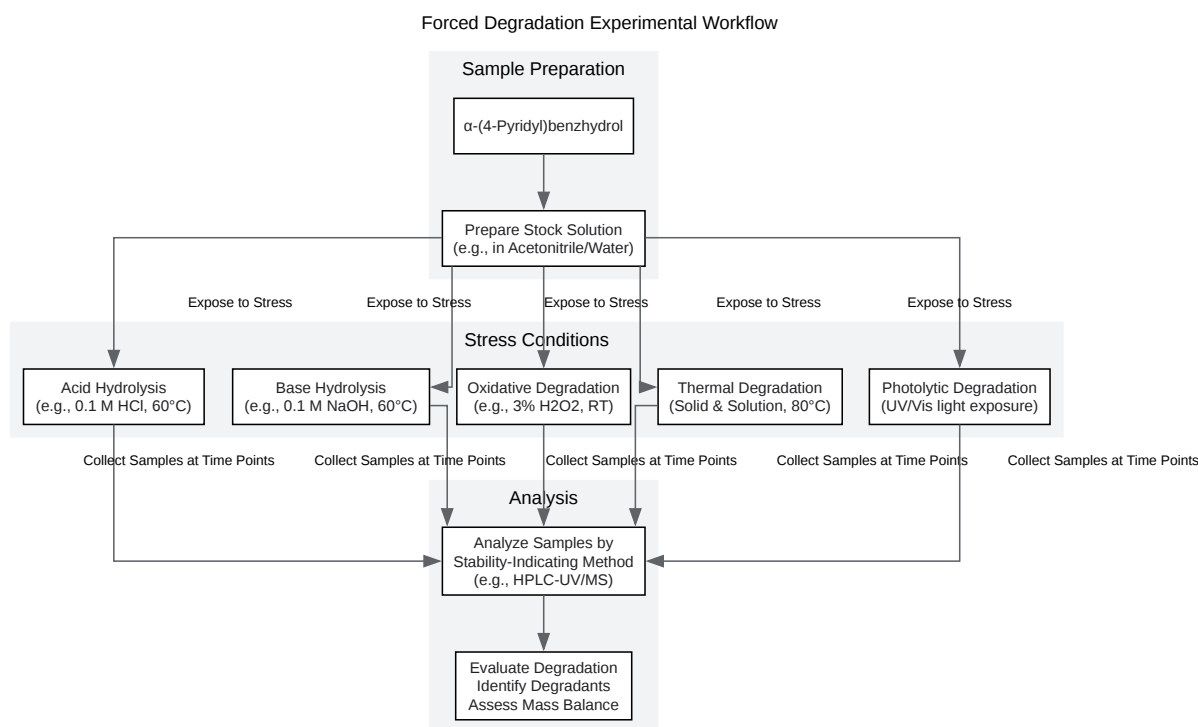 Forced Degradation Experimental Workflow
Sample Preparation
α-(4-Pyridyl)benzhydrol
Prepare Stock Solution
(e.g., in Acetonitrile/Water)
Expose to Stress
Expose to Stress
Expose to Stress
Expose to Stress
Expose to Stress
Stress Conditions
Acid Hydrolysis
(e.g., 0.1 M HCl, 60°C)
Base Hydrolysis
(e.g., 0.1 M NaOH, 60°C)
Oxidative Degradation
(e.g., 3% H2O2, RT)
Thermal Degradation
(Solid & Solution, 80°C)
Photolytic Degradation
(UV/Vis light exposure)
Collect Samples at Time Points
Collect Samples at Time Points
Collect Samples at Time Points
Collect Samples at Time Points
Collect Samples at Time Points
Analysis
Analyze Samples by
Stability-Indicating Method
(e.g., HPLC-UV/MS)
Evaluate Degradation
Identify Degradants
Assess Mass Balance